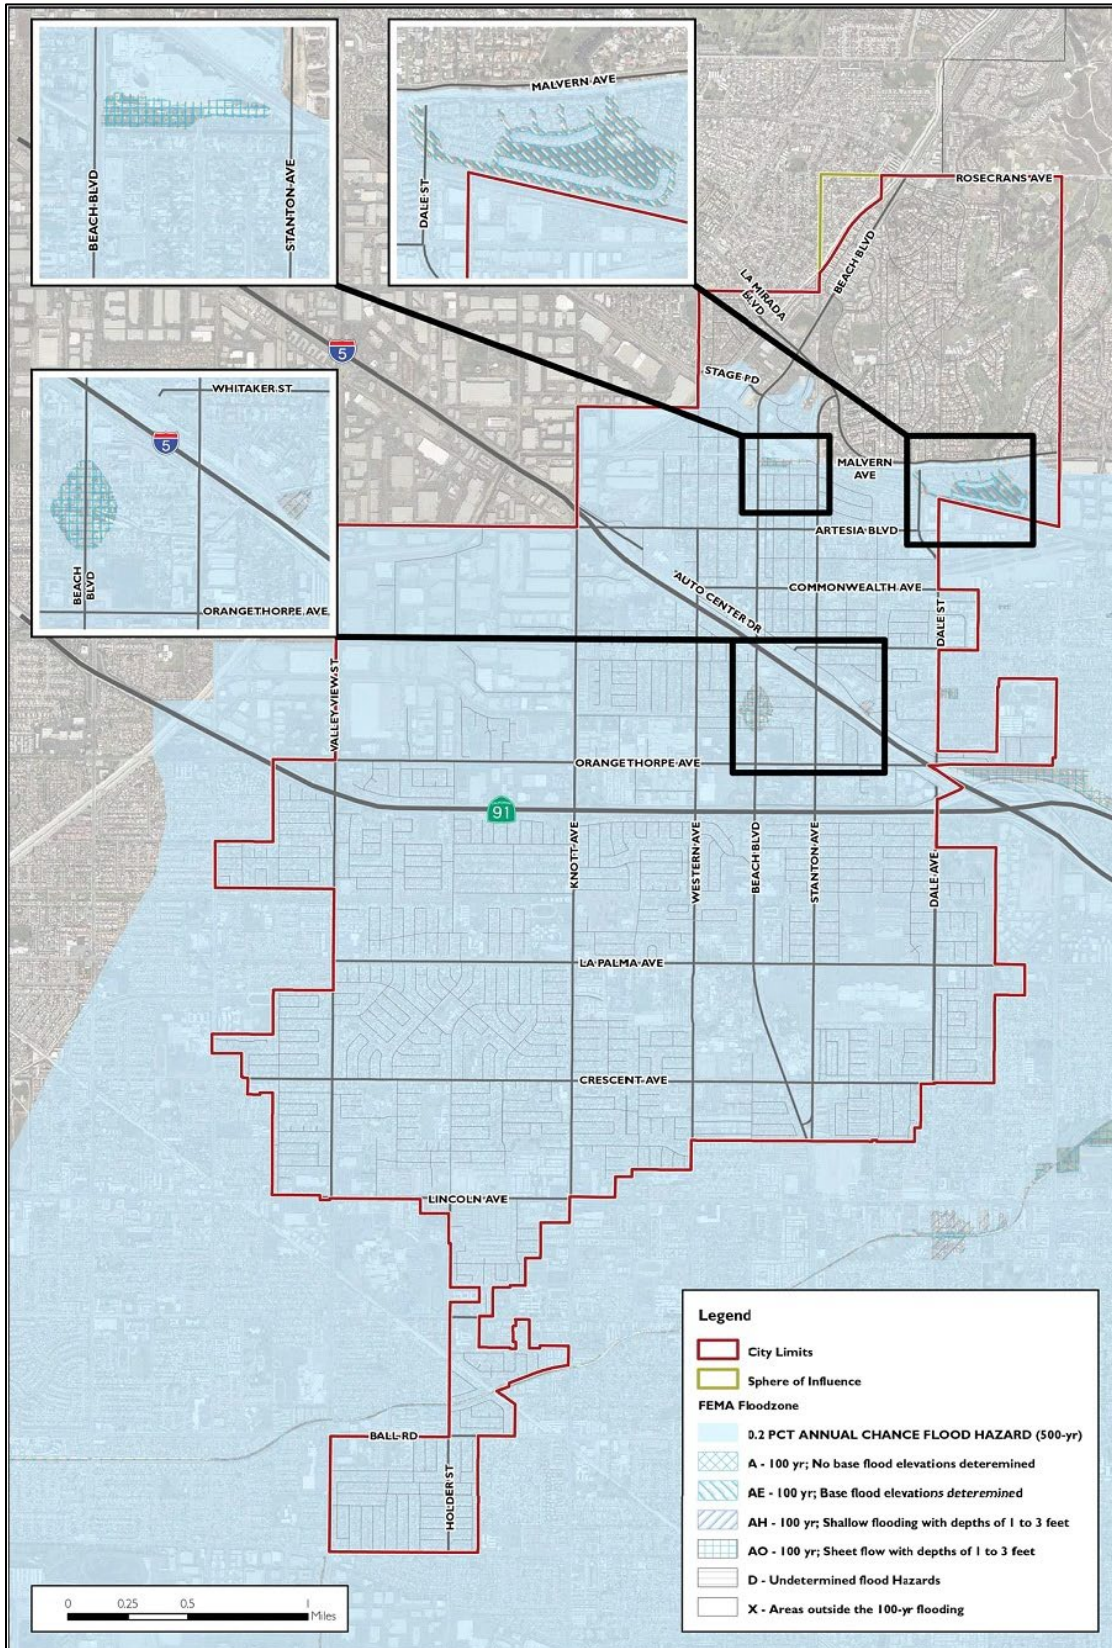 BEACH BLVD
STANTON AVE
MALVERN AVE
DALE ST
ROSECRANS AVE
BEACH BLVD
LA MIRADA
BLVD
5
STAGE RD
WHITAKER ST
5
BEACH
BLVD
ORANGETHORPE AVE
MALVERN
AVE
ARTESIA BLVD
COMMONWEALTH AVE
AUTO CENTER DR
DALE ST
VALLEY VIEW ST
ORANGETHORPE AVE
CALIFORNIA
91
KNOTT AVE
WESTERN AVE
BEACH BLVD
STANTON AVE
DALE AVE
LA PALMA AVE
CRESCENT AVE
LINCOLN AVE
BALL RD
HOLDER ST
Legend
City Limits
Sphere of Influence
FEMA Floodzone
0.2 PCT ANNUAL CHANCE FLOOD HAZARD (500-yr)
A - 100 yr; No base flood elevations deteremined
AE - 100 yr; Base flood elevations deteremined
AH - 100 yr; Shallow flooding with depths of 1 to 3 feet
AO - 100 yr; Sheet flow with depths of 1 to 3 feet
D - Undetermined flood Hazards
X - Areas outside the 100-yr flooding
0 0.25 0.5 1
Miles